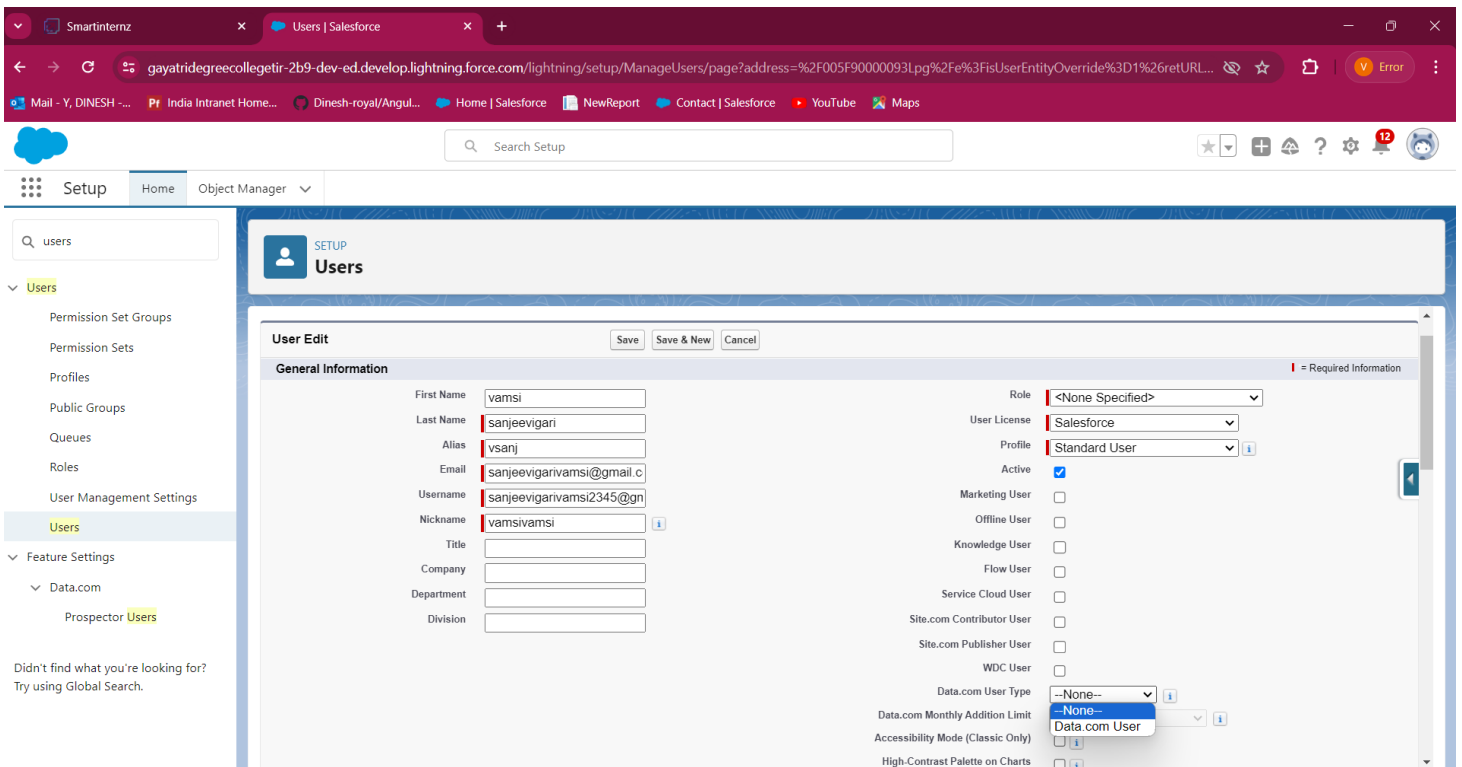 Smartinternz
Users | Salesforce
gayatridegreecollegetir-2b9-dev-ed.develop.lightning.force.com/lightning/setup/ManageUsers/page?address=%2F005F90000093Lpg%2Fe%3FisUserEntityOverride%3D1%26retURL...
V Error
Mail - Y, DINESH -... Pf India Intranet Home... Dinesh-royal/Angul... Home | Salesforce NewReport Contact | Salesforce YouTube Maps
Search Setup
12
Setup Home Object Manager
users
Users
Permission Set Groups
Permission Sets
Profiles
Public Groups
Queues
Roles
User Management Settings
Users
Feature Settings
Data.com
Prospector Users
Didn't find what you're looking for?
Try using Global Search.
SETUP
Users
User Edit Save Save & New Cancel
General Information = Required Information
First Name vamsi
Last Name sanjeevigari
Alias vsanj
Email sanjeevigarivamsi@gmail.c
Username sanjeevigarivamsi2345@gn
Nickname vamsivamsi i
Title
Company
Department
Division
Role <None Specified>
User License Salesforce
Profile Standard User i
Active
Marketing User
Offline User
Knowledge User
Flow User
Service Cloud User
Site.com Contributor User
Site.com Publisher User
WDC User
Data.com User Type --None-- i
--None--
Data.com User
Data.com Monthly Addition Limit i
Accessibility Mode (Classic Only) i
High-Contrast Palette on Charts i